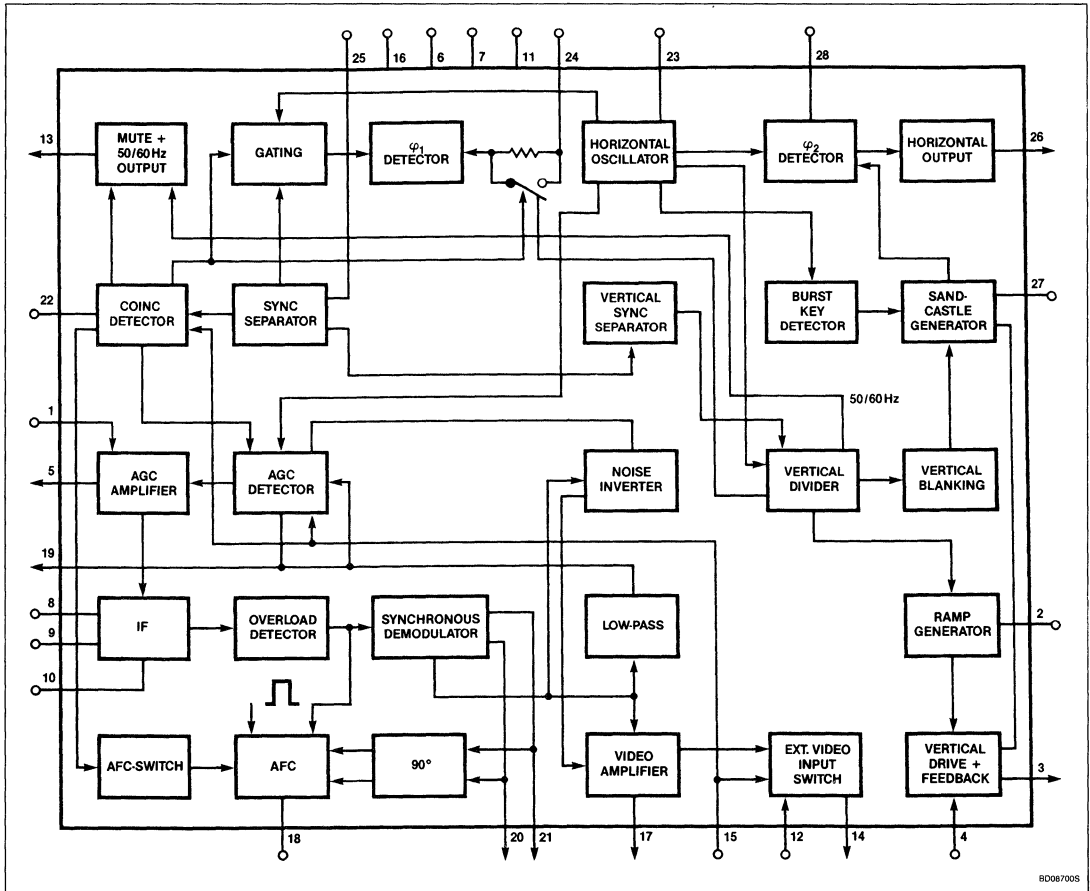 25
16
6
7
11
24
23
28
13
MUTE +
50/60Hz
OUTPUT
GATING
φ1
DETECTOR
HORIZONTAL
OSCILLATOR
φ2
DETECTOR
HORIZONTAL
OUTPUT
26
22
COINC
DETECTOR
SYNC
SEPARATOR
VERTICAL
SYNC
SEPARATOR
BURST
KEY
DETECTOR
SAND-
CASTLE
GENERATOR
27
1
50/60Hz
5
AGC
AMPLIFIER
AGC
DETECTOR
NOISE
INVERTER
VERTICAL
DIVIDER
VERTICAL
BLANKING
19
8
9
10
IF
OVERLOAD
DETECTOR
SYNCHRONOUS
DEMODULATOR
LOW-PASS
RAMP
GENERATOR
2
AFC-SWITCH
AFC
90°
VIDEO
AMPLIFIER
EXT. VIDEO
INPUT
SWITCH
VERTICAL
DRIVE +
FEEDBACK
3
18
20
21
17
15
12
14
4
BD08700S